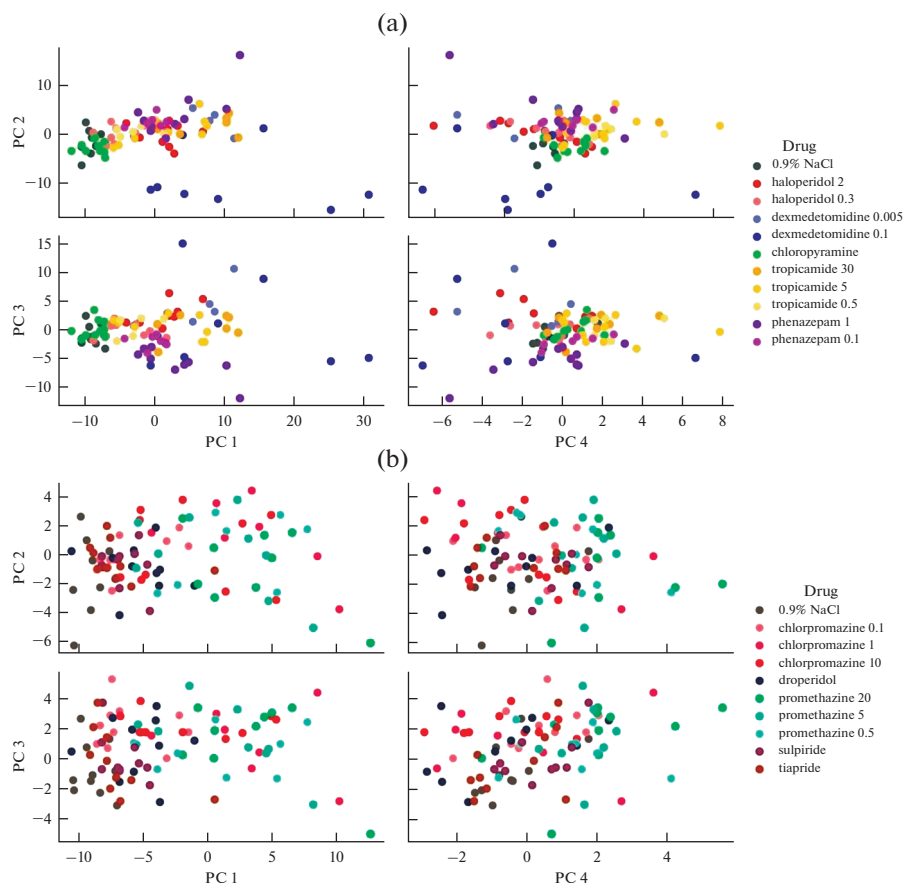 (a)
PC 2
10
0
−10
PC 3
15
10
5
0
−5
−10
−10
0
10
20
30
PC 1
−6
−4
−2
0
2
4
6
8
PC 4
Drug
0.9% NaCl
haloperidol 2
haloperidol 0.3
dexmedetomidine 0.005
dexmedetomidine 0.1
chloropyramine
tropicamide 30
tropicamide 5
tropicamide 0.5
phenazepam 1
phenazepam 0.1
(b)
PC 2
4
2
0
−2
−4
−6
PC 3
4
2
0
−2
−4
−10
−5
0
5
10
PC 1
−2
0
2
4
PC 4
Drug
0.9% NaCl
chlorpromazine 0.1
chlorpromazine 1
chlorpromazine 10
droperidol
promethazine 20
promethazine 5
promethazine 0.5
sulpiride
tiapride